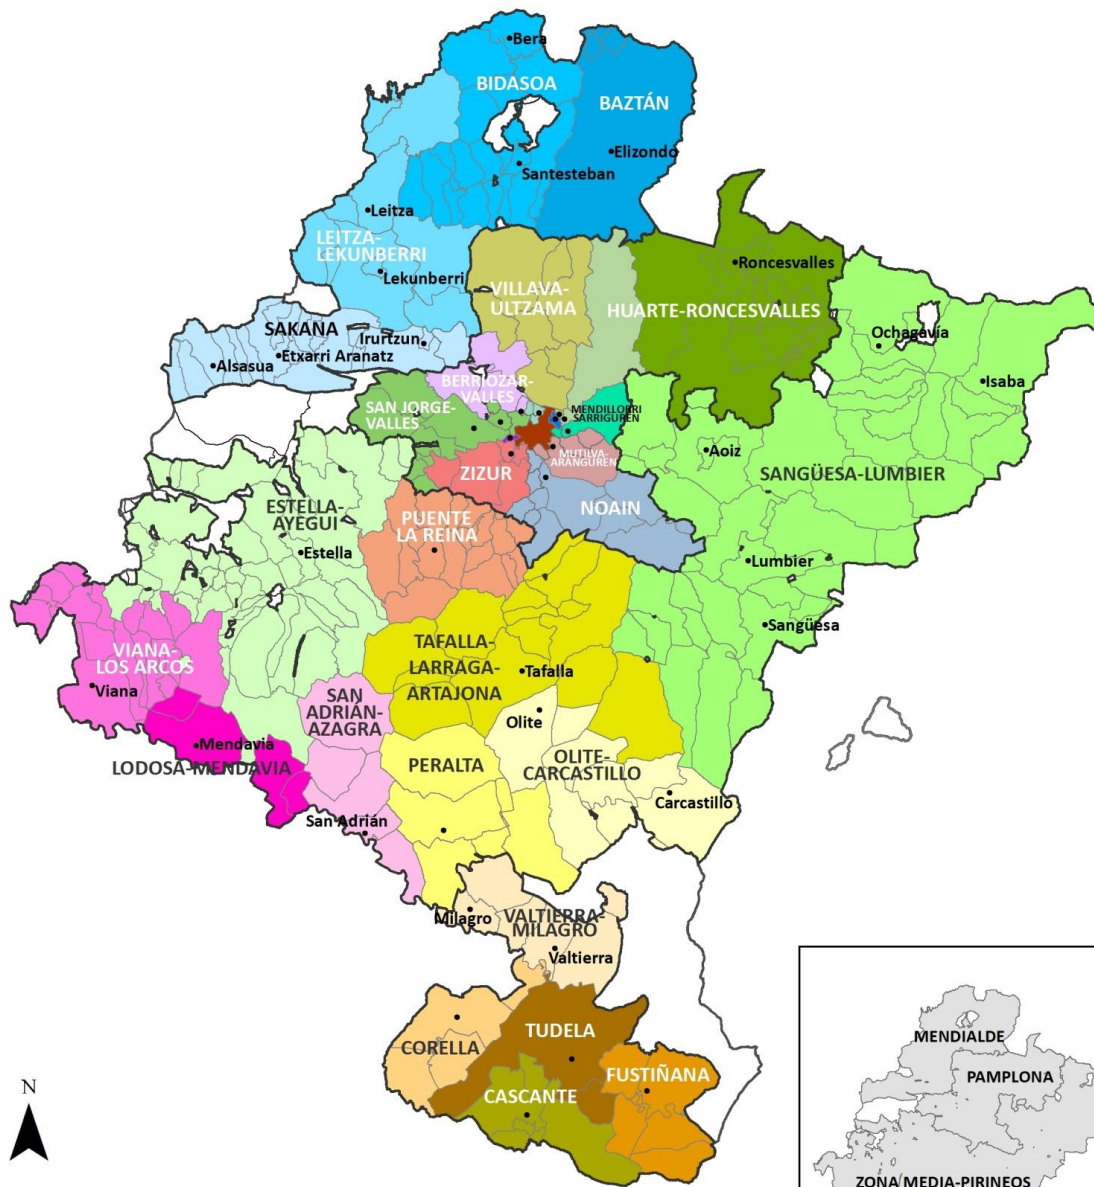 Bera
BIDASOA
BAZTÁN
Elizondo
Santesteban
Leitza
LEITZA-
LEKUNBERRI
Lekunberri
Roncesvalles
VILLAVA-
ULTZAMA
HUARTE-RONCESVALLES
SAKANA
Irurtzun
Etxarri Aranatz
Alsasua
Ochagavía
Isaba
BERRIOZAR-
VALLES
SAN JORGE-
VALLES
MENDILLORRI
SARRIGUREN
MUTILVA-
ARANGUREN
Aoiz
SANGÜESA-LUMBIER
ZIZUR
NOAIN
ESTELLA-
AYEGUI
Estella
PUENTE
LA REINA
Lumbier
Sangüesa
VIANA-
LOS ARCOS
Viana
TAFALLA-
LARRAGA-
ARTAJONA
Tafalla
SAN
ADRIÁN-
AZAGRA
Olite
Mendavia
LODOSA-MENDAVIA
PERALTA
OLITE-
CARCASTILLO
Carcastillo
San Adrián
Milagro
VALTIERRA-
MILAGRO
Valtierra
TUDELA
CORELLA
FUSTIÑANA
CASCANTE
N
MENDIALDE
PAMPLONA
ZONA MEDIA-PIRINEOS